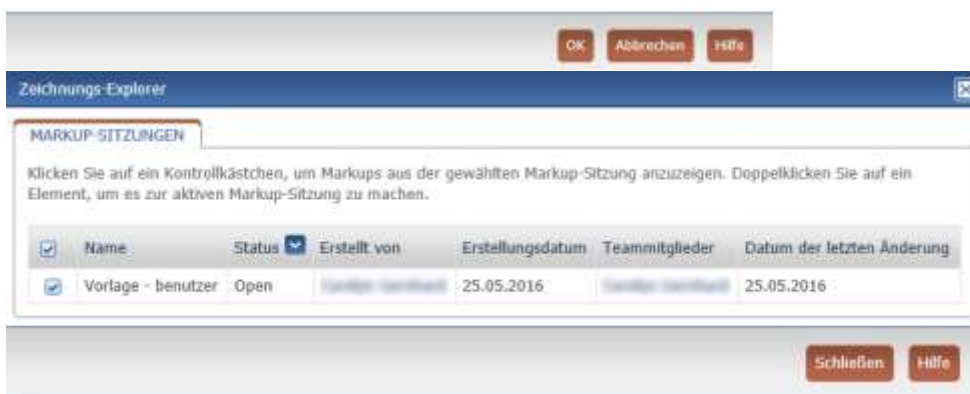 OK Abbrechen Hilfe
Zeichnungs-Explorer
MARKUP-SITZUNGEN
Klicken Sie auf ein Kontrollkästchen, um Markups aus der gewählten Markup-Sitzung anzuzeigen. Doppelklicken Sie auf ein
Element, um es zur aktiven Markup-Sitzung zu machen.
Name Status Erstellt von Erstellungsdatum Teammitglieder Datum der letzten Änderung
Vorlage - benutzer Open 25.05.2016 25.05.2016
Schließen Hilfe